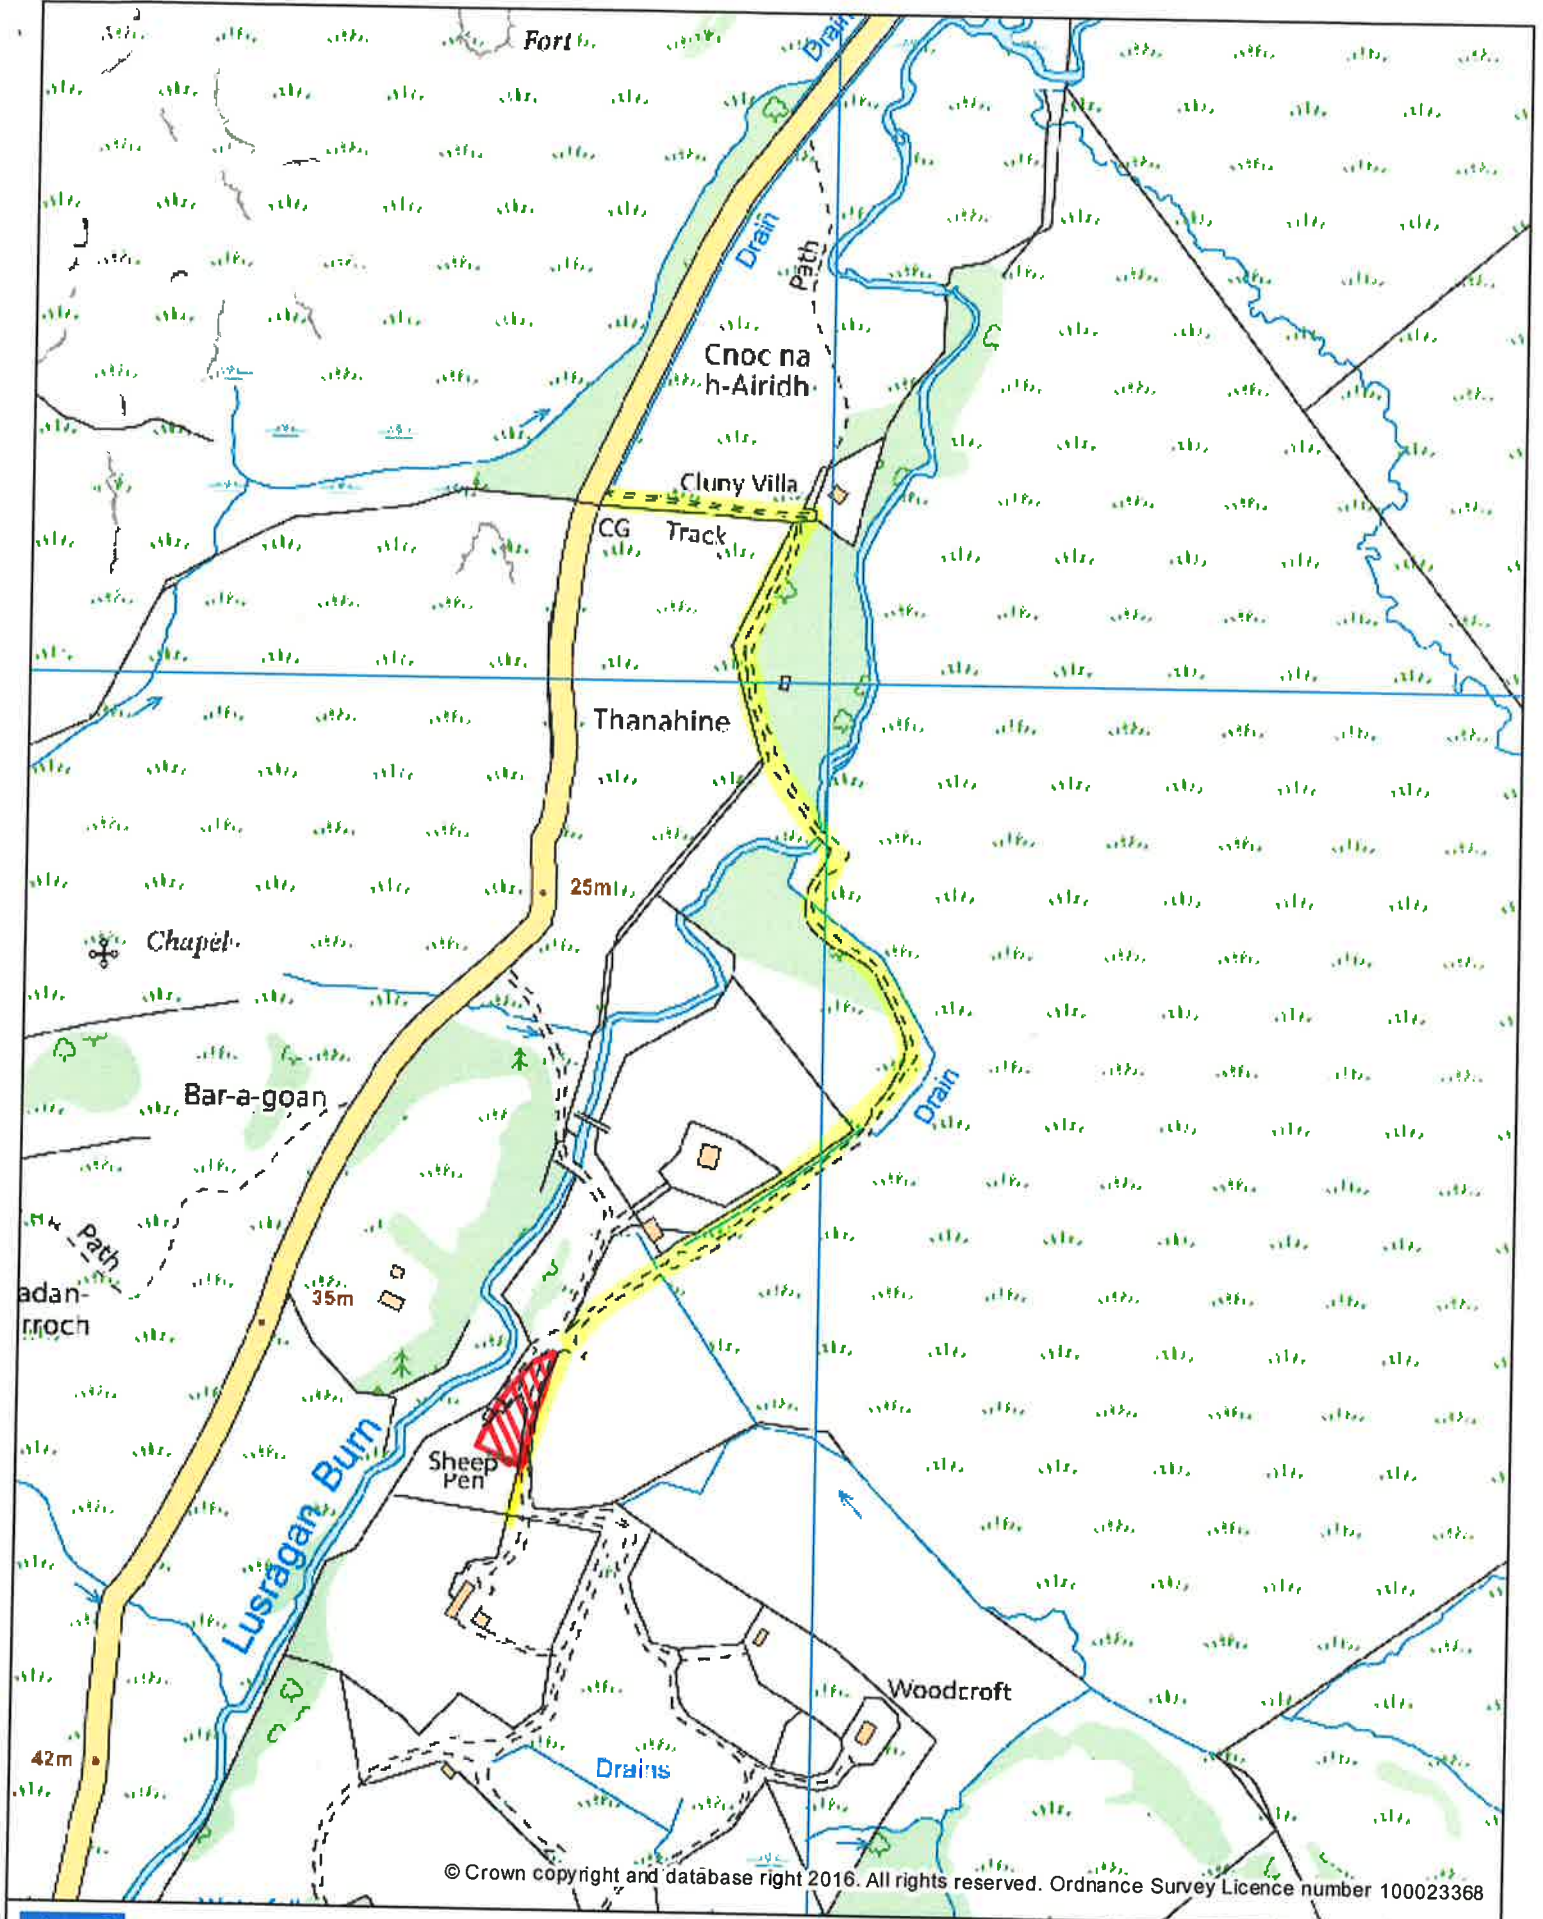 Fort
Drain
Drain
Path
Cnoc na
h-Airidh
Cluny Villa
CG
Track
Thanahine
25m
Chapel
Bar-a-goan
Drain
Path
adan-
rroch
35m
Sheep
Pen
Lusragan Burn
Woodcroft
42m
Drains
© Crown copyright and database right 2016. All rights reserved. Ordnance Survey Licence number 100023368